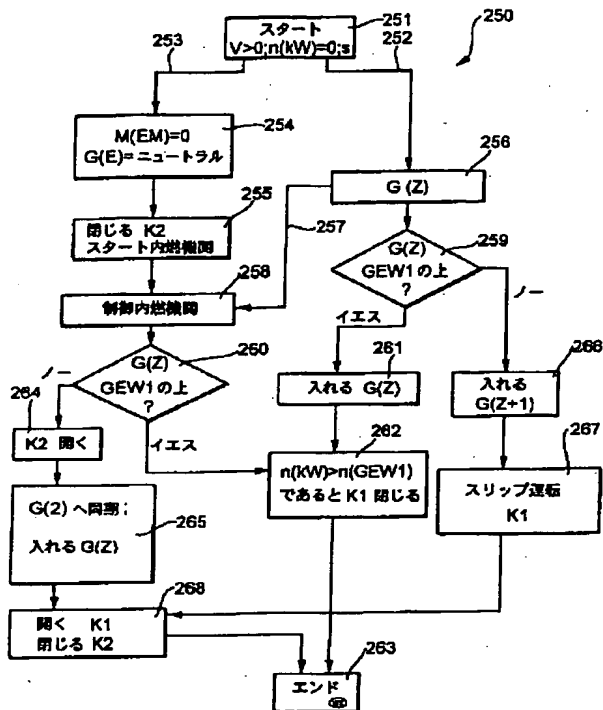 250
251
スタート
V>0;n(kW)=0;s
253
252
M(EM)=0
G(E)=ニュートラル
254
256
G(Z)
255
閉じる K2
スタート内燃機関
257
259
G(Z)
GEW1の上
?
258
制御内燃機関
イエス
ノー
260
G(Z)
GEW1の上
?
ノー
イエス
264
K2 開く
261
入れる G(Z)
266
入れる
G(Z+1)
262
n(kW)>n(GEW1)
であるとK1 閉じる
267
スリップ運転
K1
G(2)へ同期;
入れる G(Z)
265
268
開く K1
閉じる K2
263
エンド